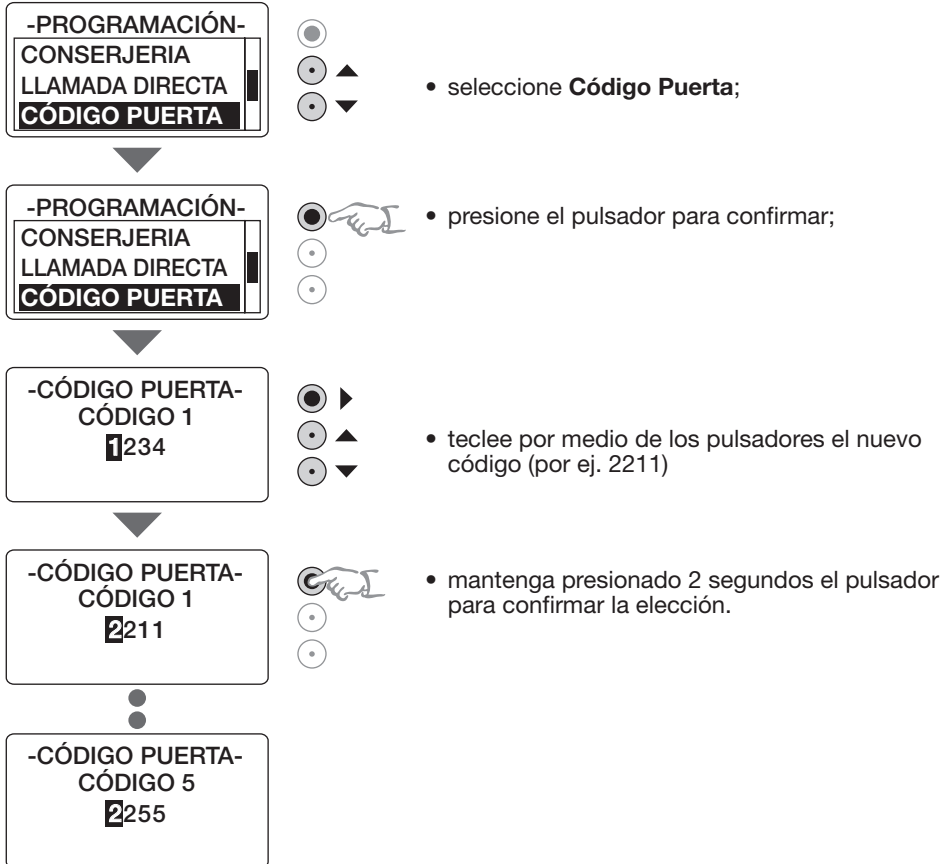 -PROGRAMACIÓN-
CONSERJERIA
LLAMADA DIRECTA
CÓDIGO PUERTA
• seleccione Código Puerta;
-PROGRAMACIÓN-
CONSERJERIA
LLAMADA DIRECTA
CÓDIGO PUERTA
• presione el pulsador para confirmar;
-CÓDIGO PUERTA-
CÓDIGO 1
1234
• teclee por medio de los pulsadores el nuevo
código (por ej. 2211)
-CÓDIGO PUERTA-
CÓDIGO 1
2211
• mantenga presionado 2 segundos el pulsador
para confirmar la elección.
-CÓDIGO PUERTA-
CÓDIGO 5
2255